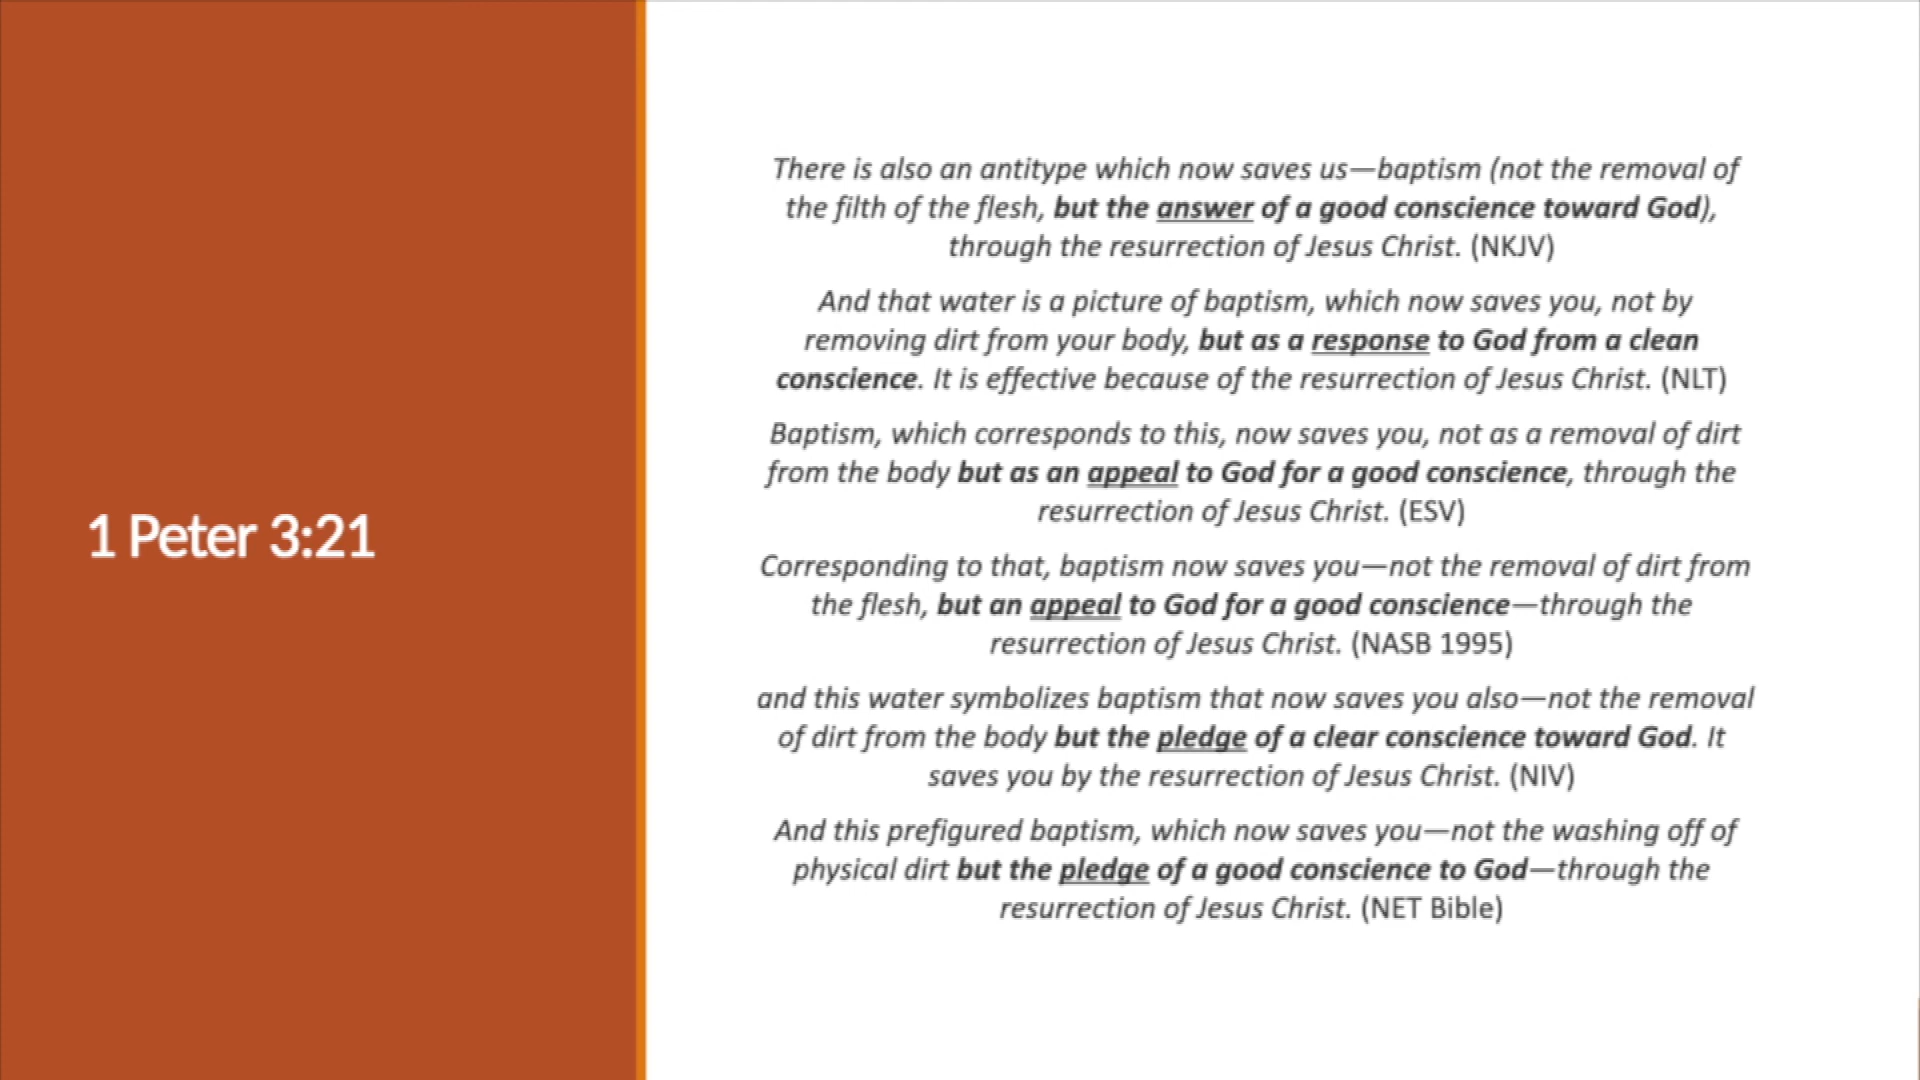 1 Peter 3:21
There is also an antitype which now saves us—baptism (not the removal of
the filth of the flesh, but the answer of a good conscience toward God),
through the resurrection of Jesus Christ. (NKJV)
And that water is a picture of baptism, which now saves you, not by
removing dirt from your body, but as a response to God from a clean
conscience. It is effective because of the resurrection of Jesus Christ. (NLT)
Baptism, which corresponds to this, now saves you, not as a removal of dirt
from the body but as an appeal to God for a good conscience, through the
resurrection of Jesus Christ. (ESV)
Corresponding to that, baptism now saves you—not the removal of dirt from
the flesh, but an appeal to God for a good conscience—through the
resurrection of Jesus Christ. (NASB 1995)
and this water symbolizes baptism that now saves you also—not the removal
of dirt from the body but the pledge of a clear conscience toward God. It
saves you by the resurrection of Jesus Christ. (NIV)
And this prefigured baptism, which now saves you—not the washing off of
physical dirt but the pledge of a good conscience to God—through the
resurrection of Jesus Christ. (NET Bible)